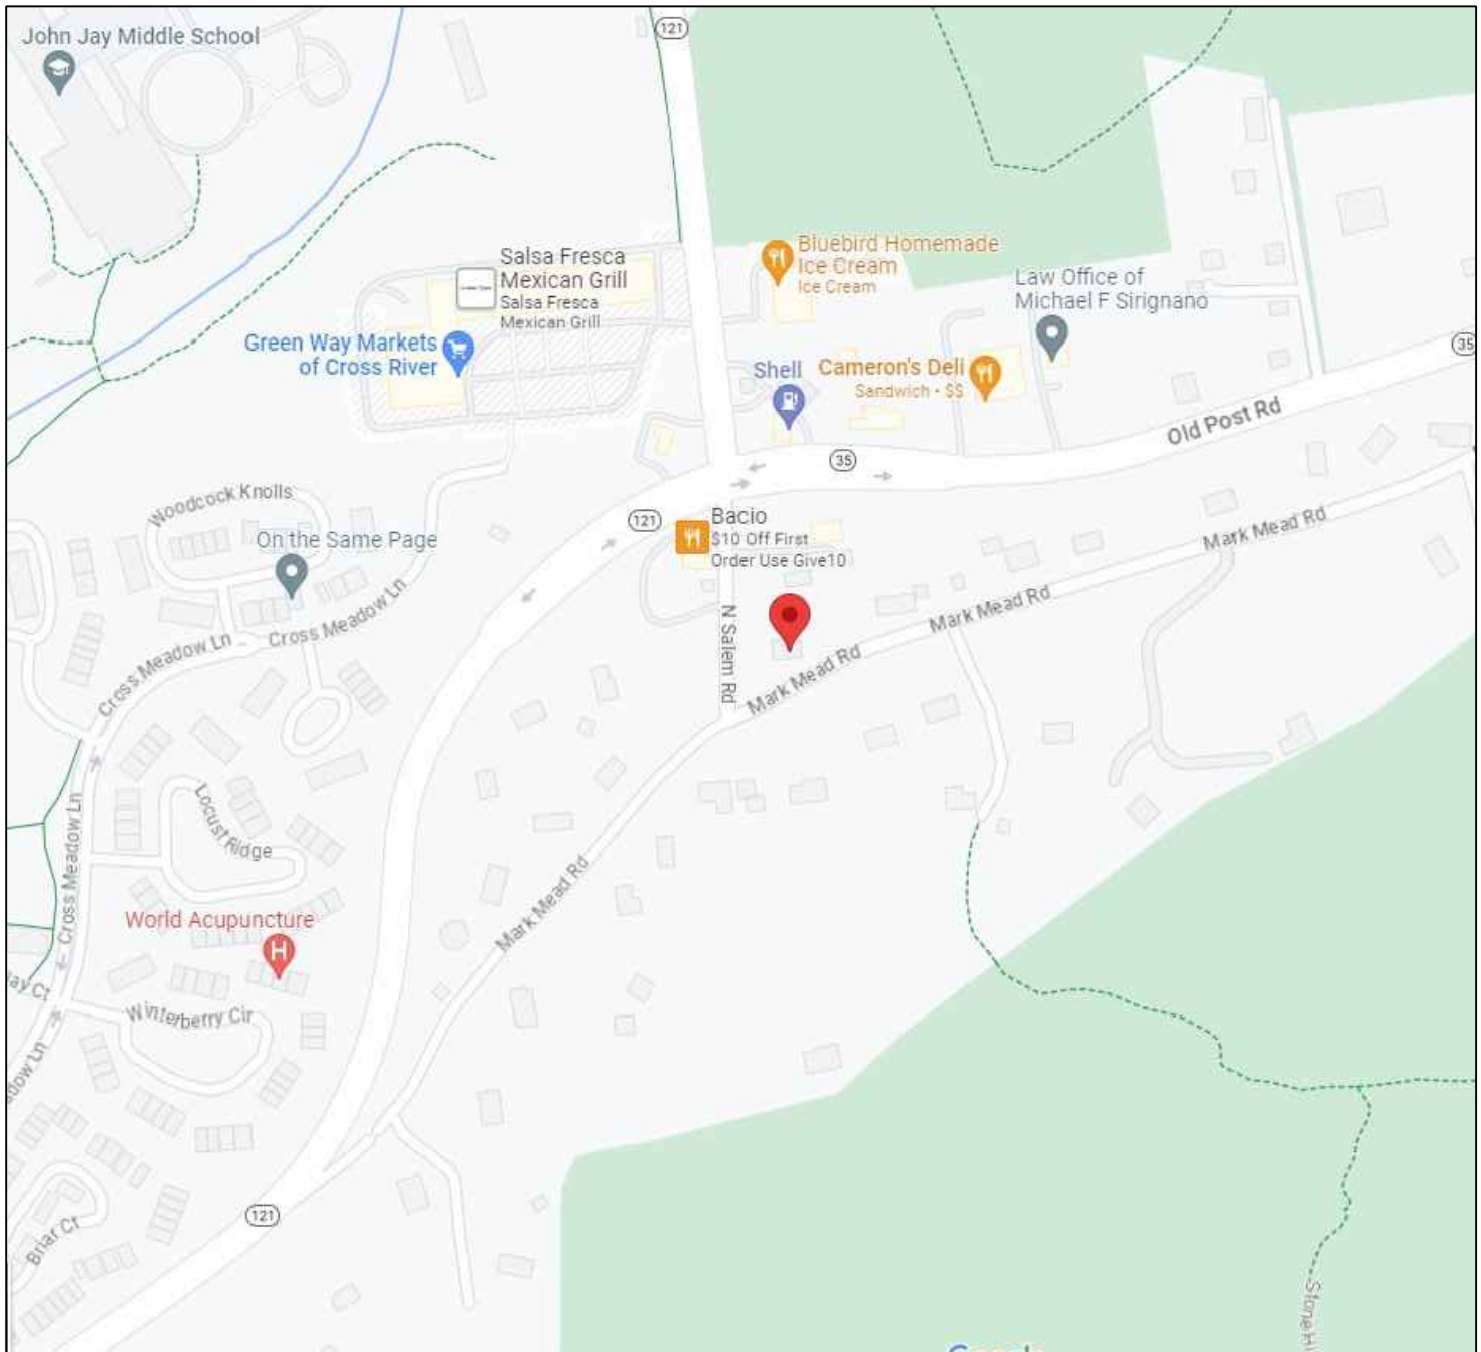 John Jay Middle School
121
Salsa Fresca
Mexican Grill
Salsa Fresca
Mexican Grill
Bluebird Homemade
Ice Cream
Ice Cream
Law Office of
Michael F Sirignano
Green Way Markets
of Cross River
Shell
Cameron's Deli
Sandwich • $$
35
Old Post Rd
35
Woodcock Knolls
121
Bacio
$10 Off First
Order Use Give10
On the Same Page
Mark Mead Rd
Cross Meadow Ln
Cross Meadow Ln
N Salem Rd
Mark Mead Rd
Mark Mead Rd
Locust Ridge
Cross Meadow Ln
Mark Mead Rd
World Acupuncture
H
Winterberry Cir
121
Briar Ct